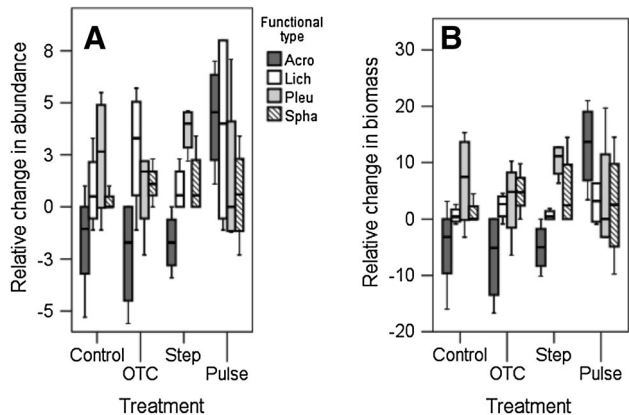 A
Relative change in abundance
8
5
3
0
-3
-5
Control
OTC
Step
Pulse
Treatment
Functional
type
Acro
Lich
Pleu
Spha
B
Relative change in biomass
30
20
10
0
-10
-20
Control
OTC
Step
Pulse
Treatment